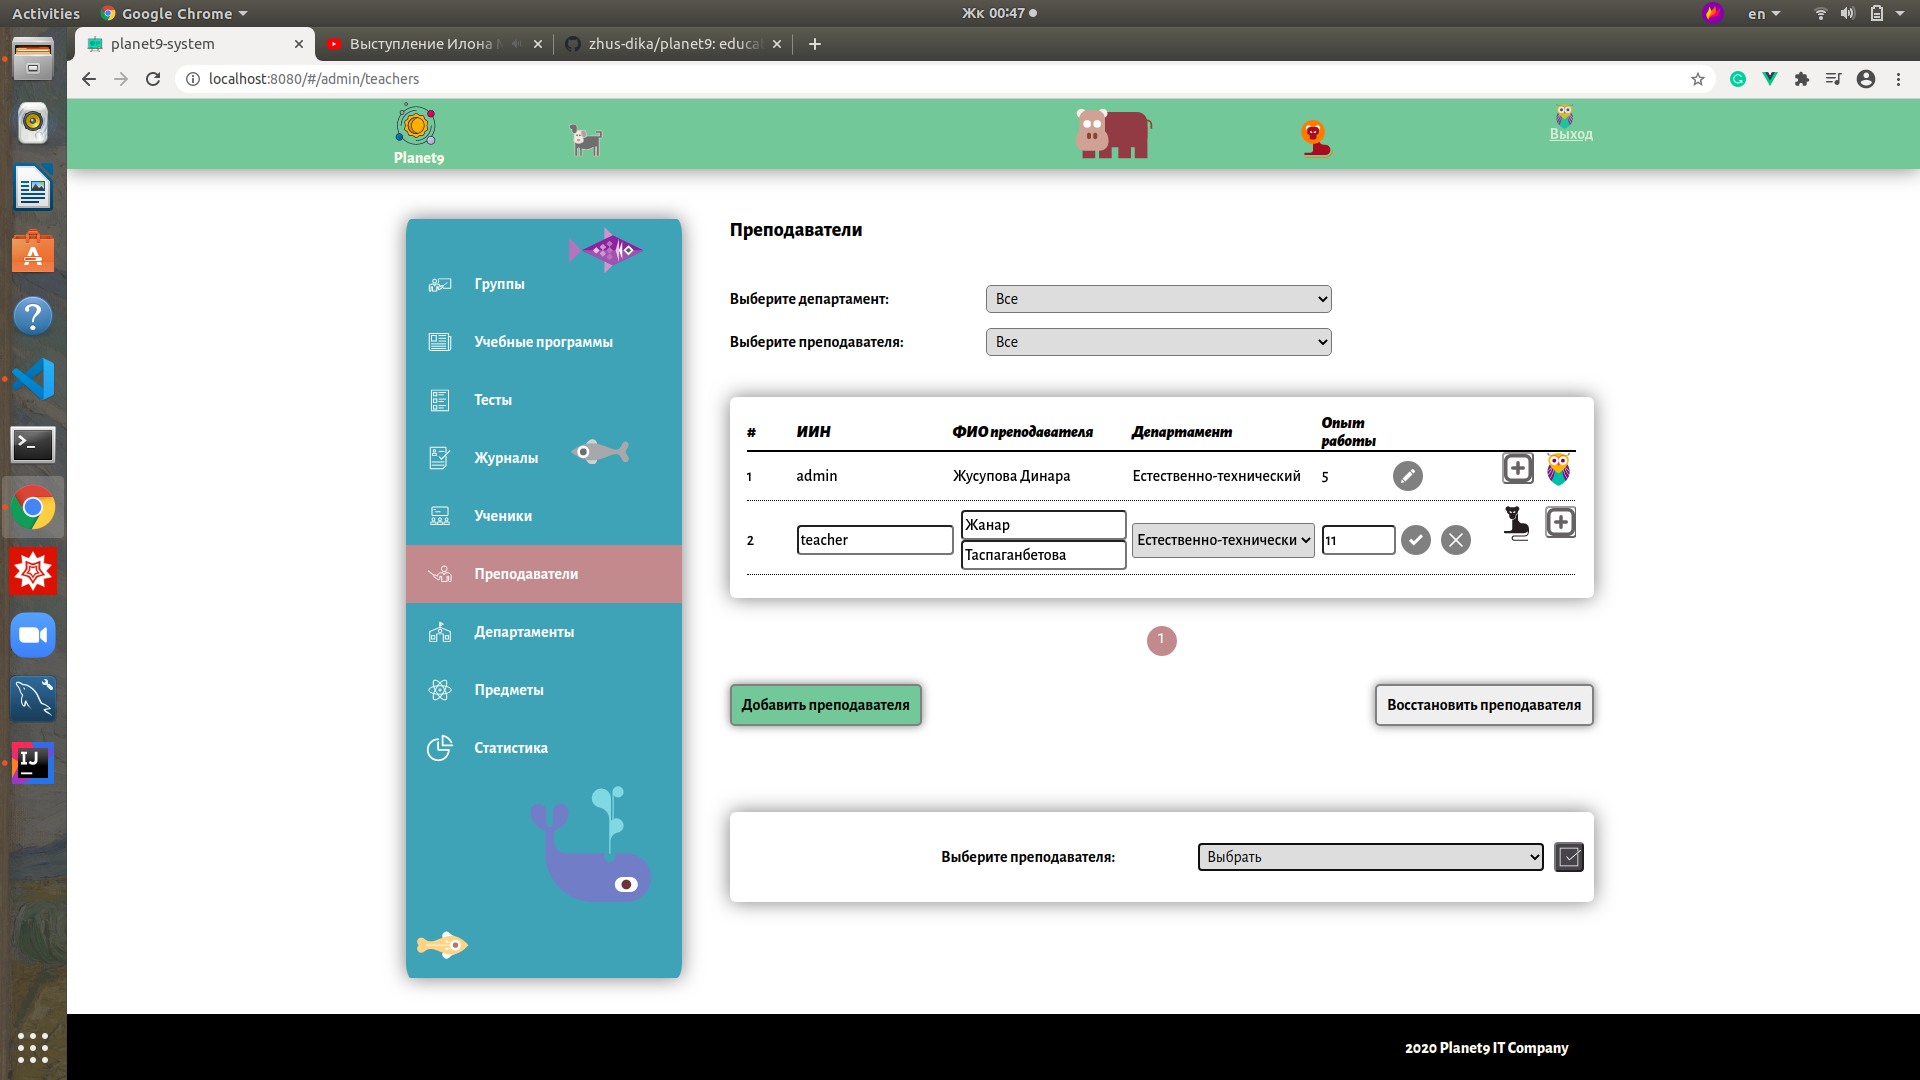 Activities
Google Chrome
Жк 00:47
en
planet9-system
Выступление Илона
zhus-dika/planet9: educa
localhost:8080/#/admin/teachers
Planet9
Выход
Группы
Учебные программы
Тесты
Журналы
Ученики
Преподаватели
Департаменты
Предметы
Статистика
Преподаватели
Выберите департамент:
Все
Выберите преподавателя:
Все
# ИИН ФИО преподавателя Департамент Опыт работы
1 admin Жусупова Динара Естественно-технический 5
2 teacher Жанар Таспаганбетова Естественно-технически 11
1
Добавить преподавателя
Восстановить преподавателя
Выберите преподавателя:
Выбрать
2020 Planet9 IT Company